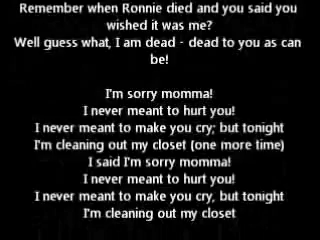 Remember when Ronnie died and you said you
wished it was me?
Well guess what, I am dead - dead to you as can
be!
I'm sorry momma!
I never meant to hurt you!
I never meant to make you cry; but tonight
I'm cleaning out my closet (one more time)
I said I'm sorry momma!
I never meant to hurt you!
I never meant to make you cry, but tonight
I'm cleaning out my closet